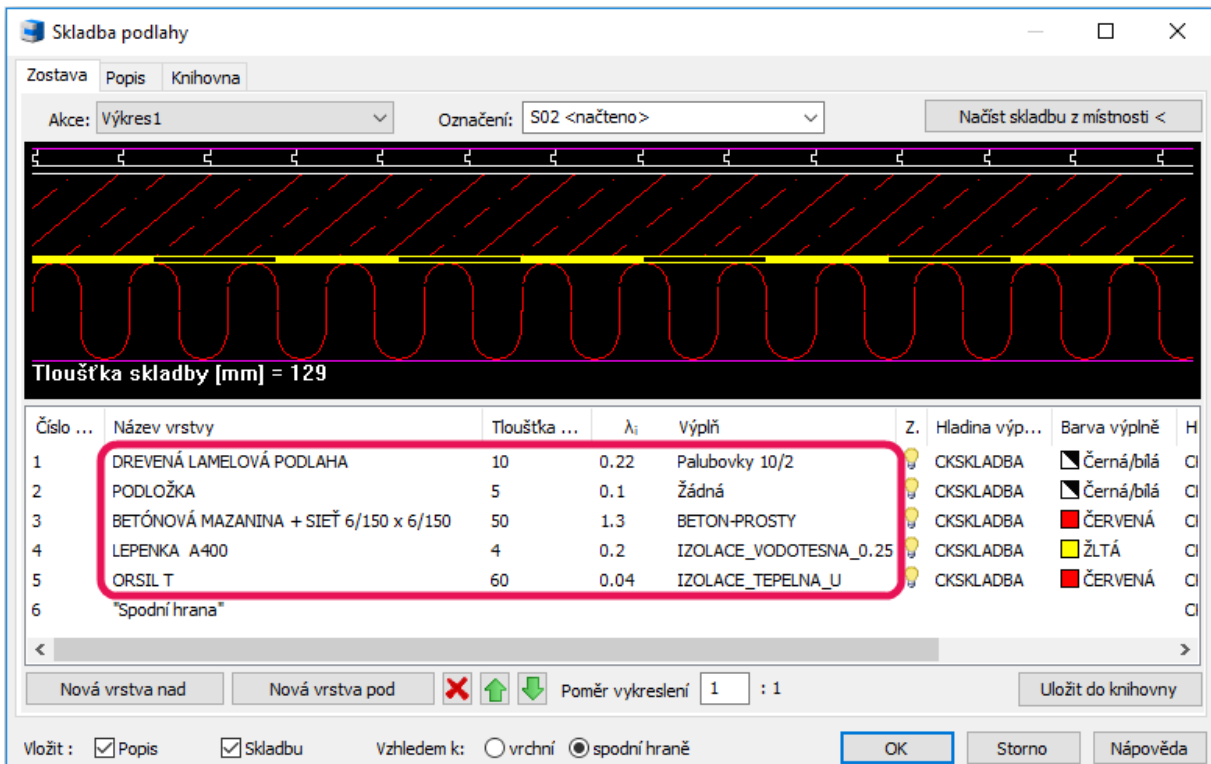 Skladba podlahy
Zostava Popis Knihovna
Akce: Výkres1 Označení: S02 <načteno> Načíst skladbu z místnosti <
Tloušťka skladby [mm] = 129
Číslo ... Název vrstvy Tloušťka ... λᵢ Výplň Z. Hladina výp... Barva výplně H
1 DREVENÁ LAMELOVÁ PODLAHA 10 0.22 Palubovky 10/2 CKSKLADBA Černá/bílá
2 PODLOŽKA 5 0.1 Žádná CKSKLADBA Černá/bílá
3 BETÓNOVÁ MAZANINA + SIEŤ 6/150 x 6/150 50 1.3 BETON-PROSTY CKSKLADBA ČERVENÁ
4 LEPENKA A400 4 0.2 IZOLACE_VODOTESNA_0.25 CKSKLADBA ŽLTÁ
5 ORSIL T 60 0.04 IZOLACE_TEPELNA_U CKSKLADBA ČERVENÁ
6 "Spodní hrana"
Nová vrstva nad Nová vrstva pod Poměr vykreslení 1 : 1 Uložit do knihovny
Vložit : Popis Skladbu Vzhledem k: vrchní spodní hraně OK Storno Nápověda